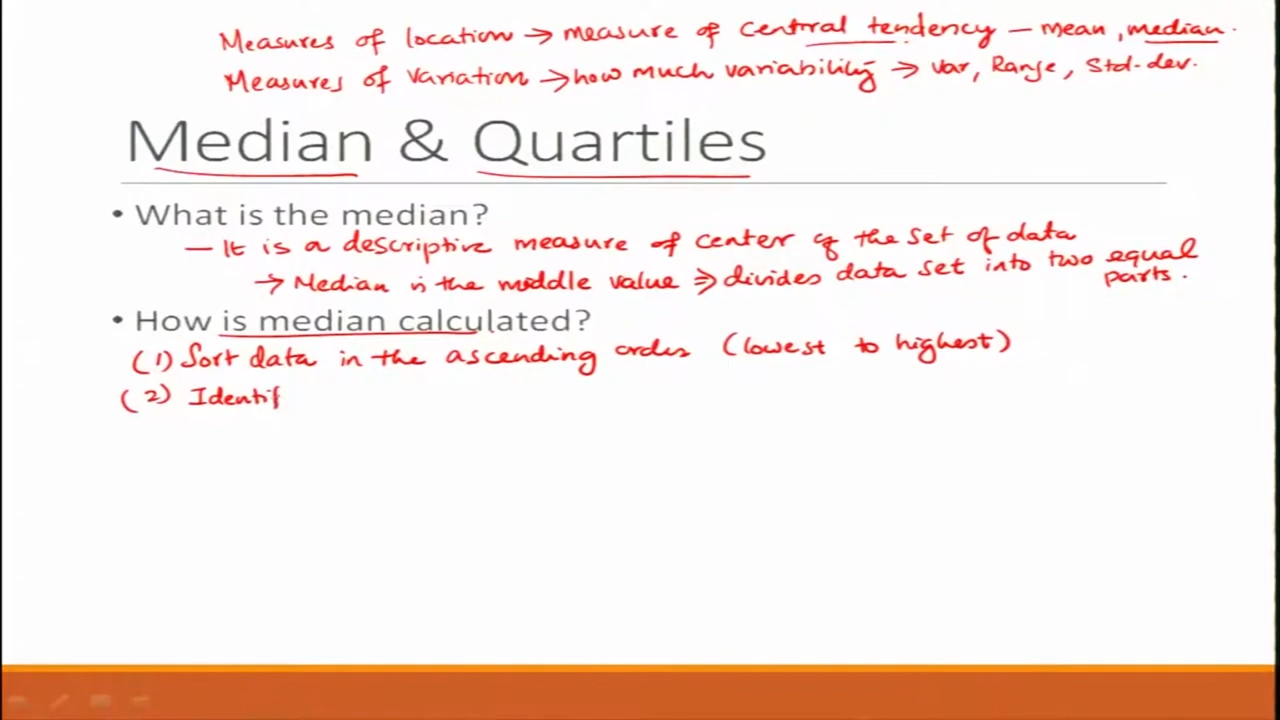 Measures of location → measure of central tendency — mean, median.
Measures of variation → how much variability → Var, Range, Std-dev.
Median & Quartiles
• What is the median?
— It is a descriptive measure of center of the set of data
→ Median is the middle value ⇒ divides data set into two equal parts.
• How is median calculated?
(1) Sort data in the ascending order (lowest to highest)
(2) Identif